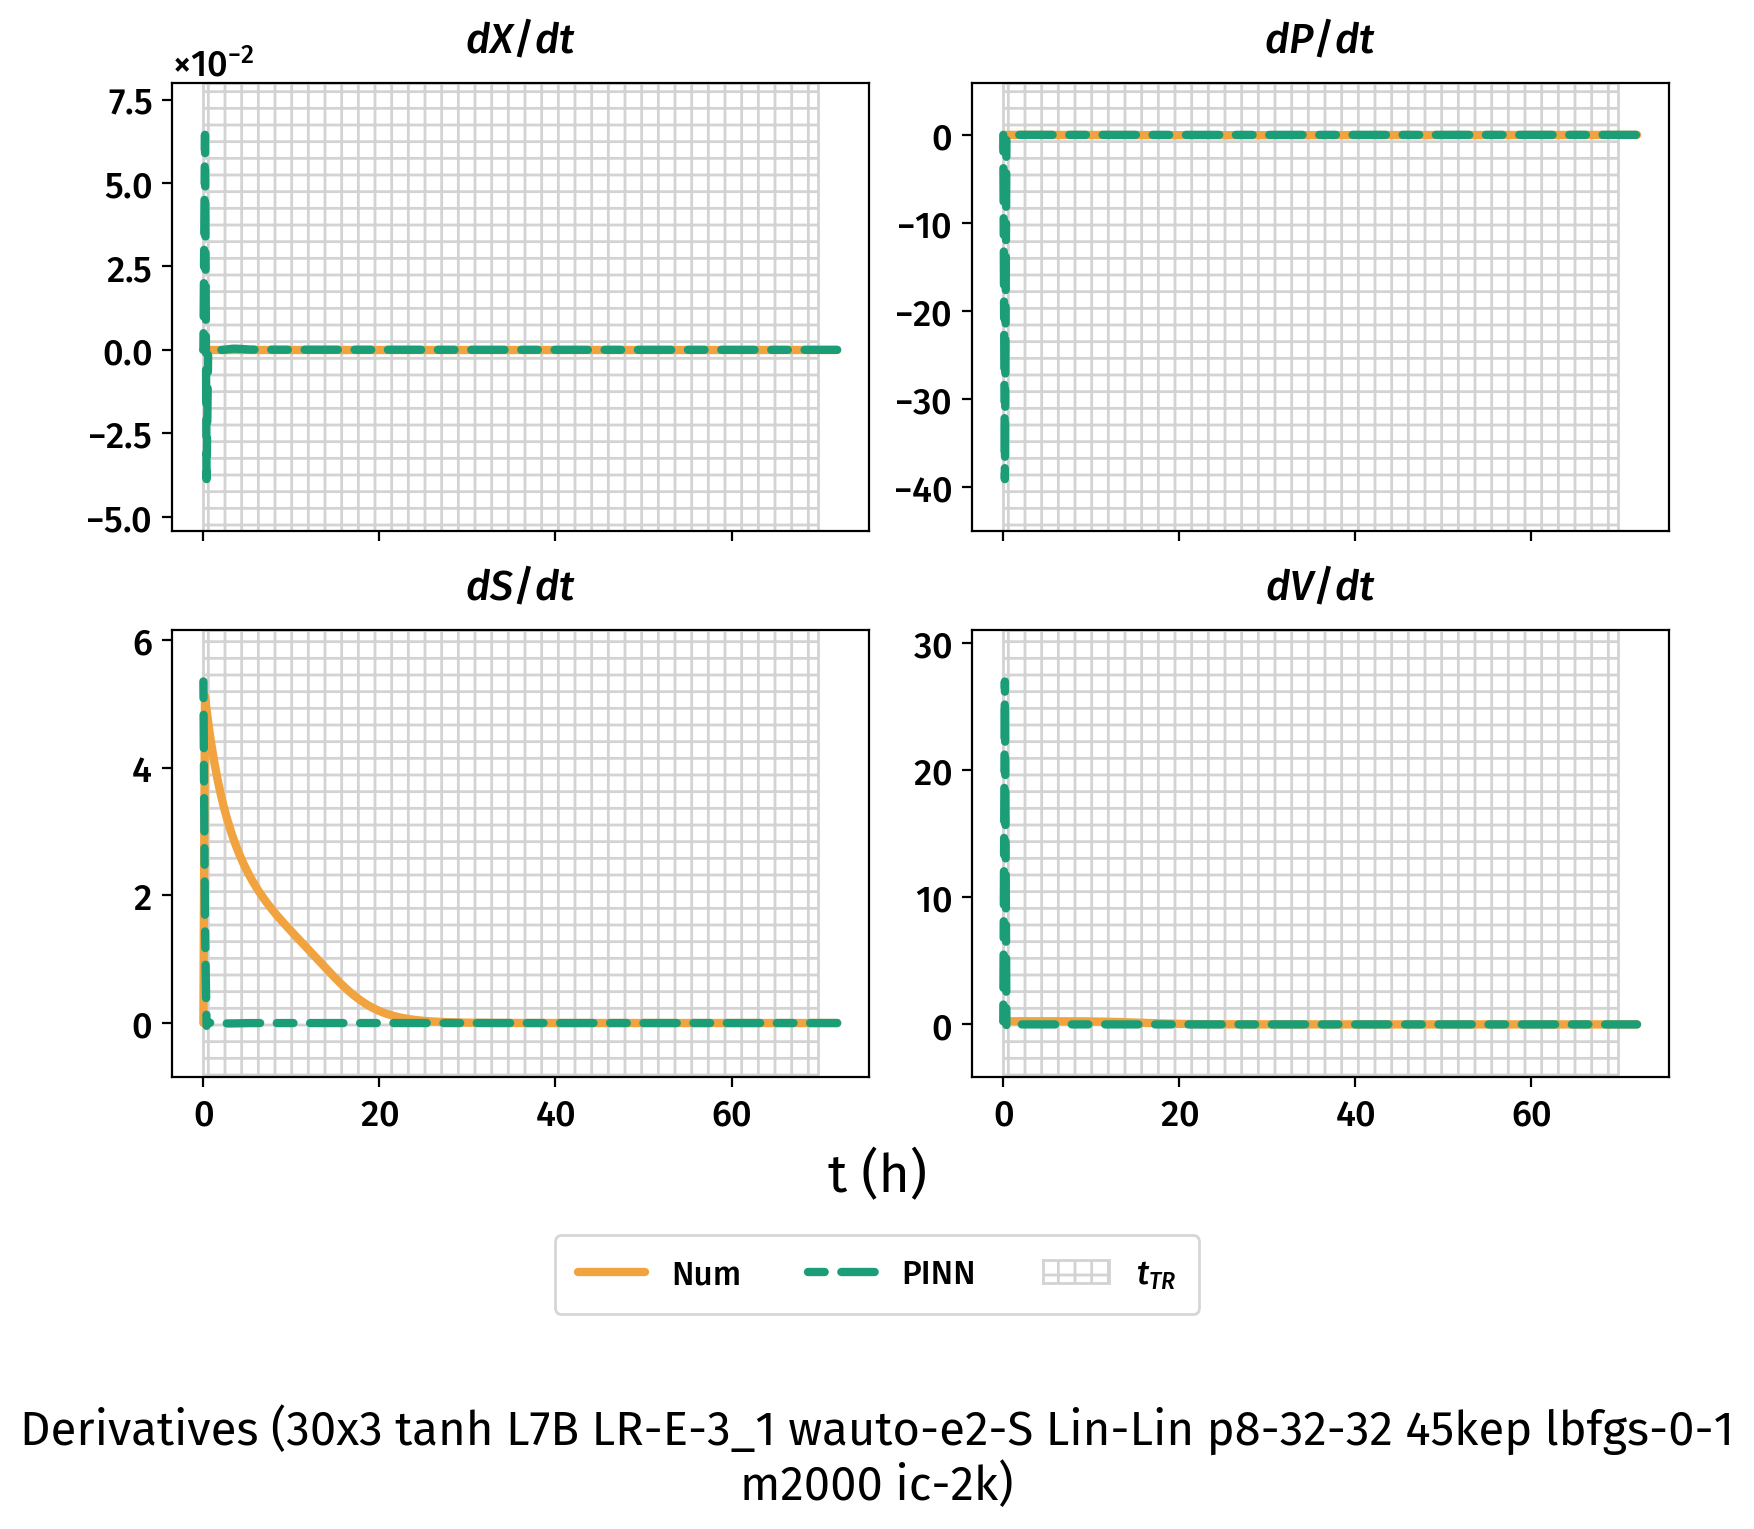 dX/dt
dP/dt
×10⁻²
7.5
5.0
2.5
0.0
−2.5
−5.0
0
−10
−20
−30
−40
dS/dt
dV/dt
6
4
2
0
30
20
10
0
0 20 40 60
0 20 40 60
t (h)
Num PINN t_TR
Derivatives (30x3 tanh L7B LR-E-3_1 wauto-e2-S Lin-Lin p8-32-32 45kep lbfgs-0-1
m2000 ic-2k)